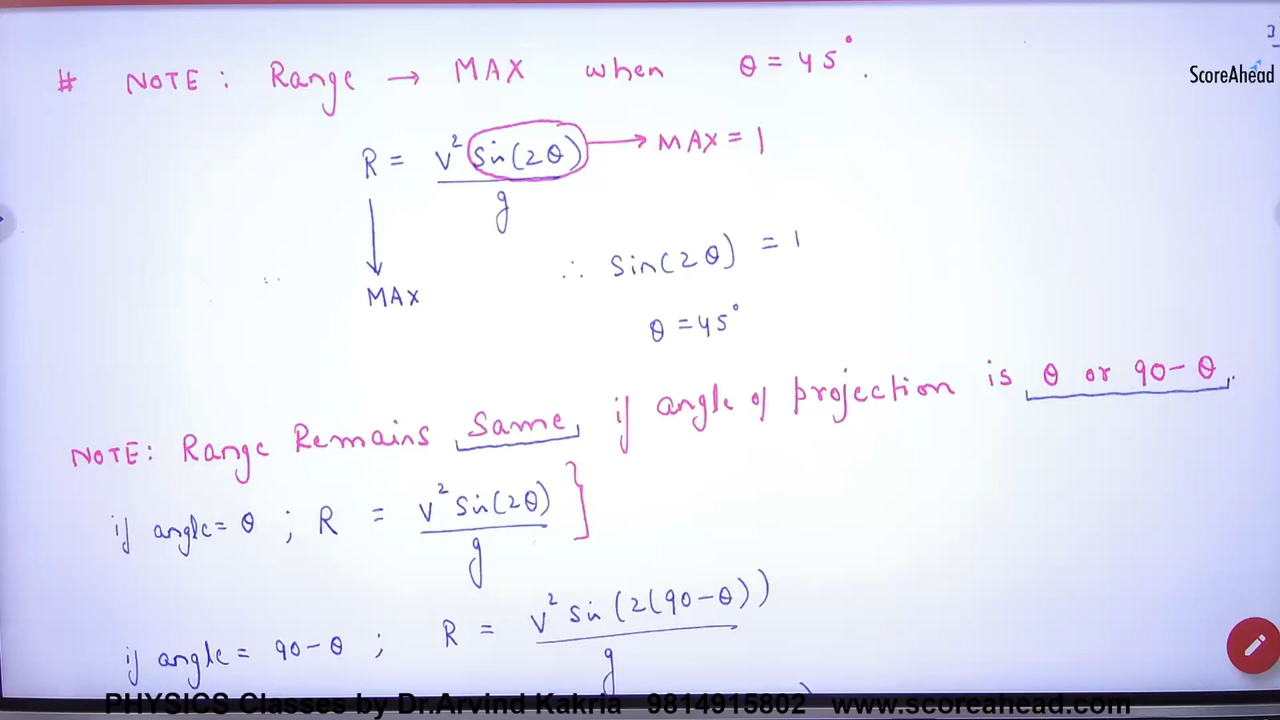 3
ScoreAhead
# NOTE: Range → MAX when θ = 45°.
R = v² sin(2θ) / g → MAX = 1
MAX
∴ sin(2θ) = 1
θ = 45°
NOTE: Range Remains Same if angle of projection is θ or 90-θ.
if angle = θ ; R = v² sin(2θ) / g
if angle = 90-θ ; R = v² sin(2(90-θ)) / g
PHYSICS Classes by Dr.Arvind Kakria 9814915802 www.scoreahead.com